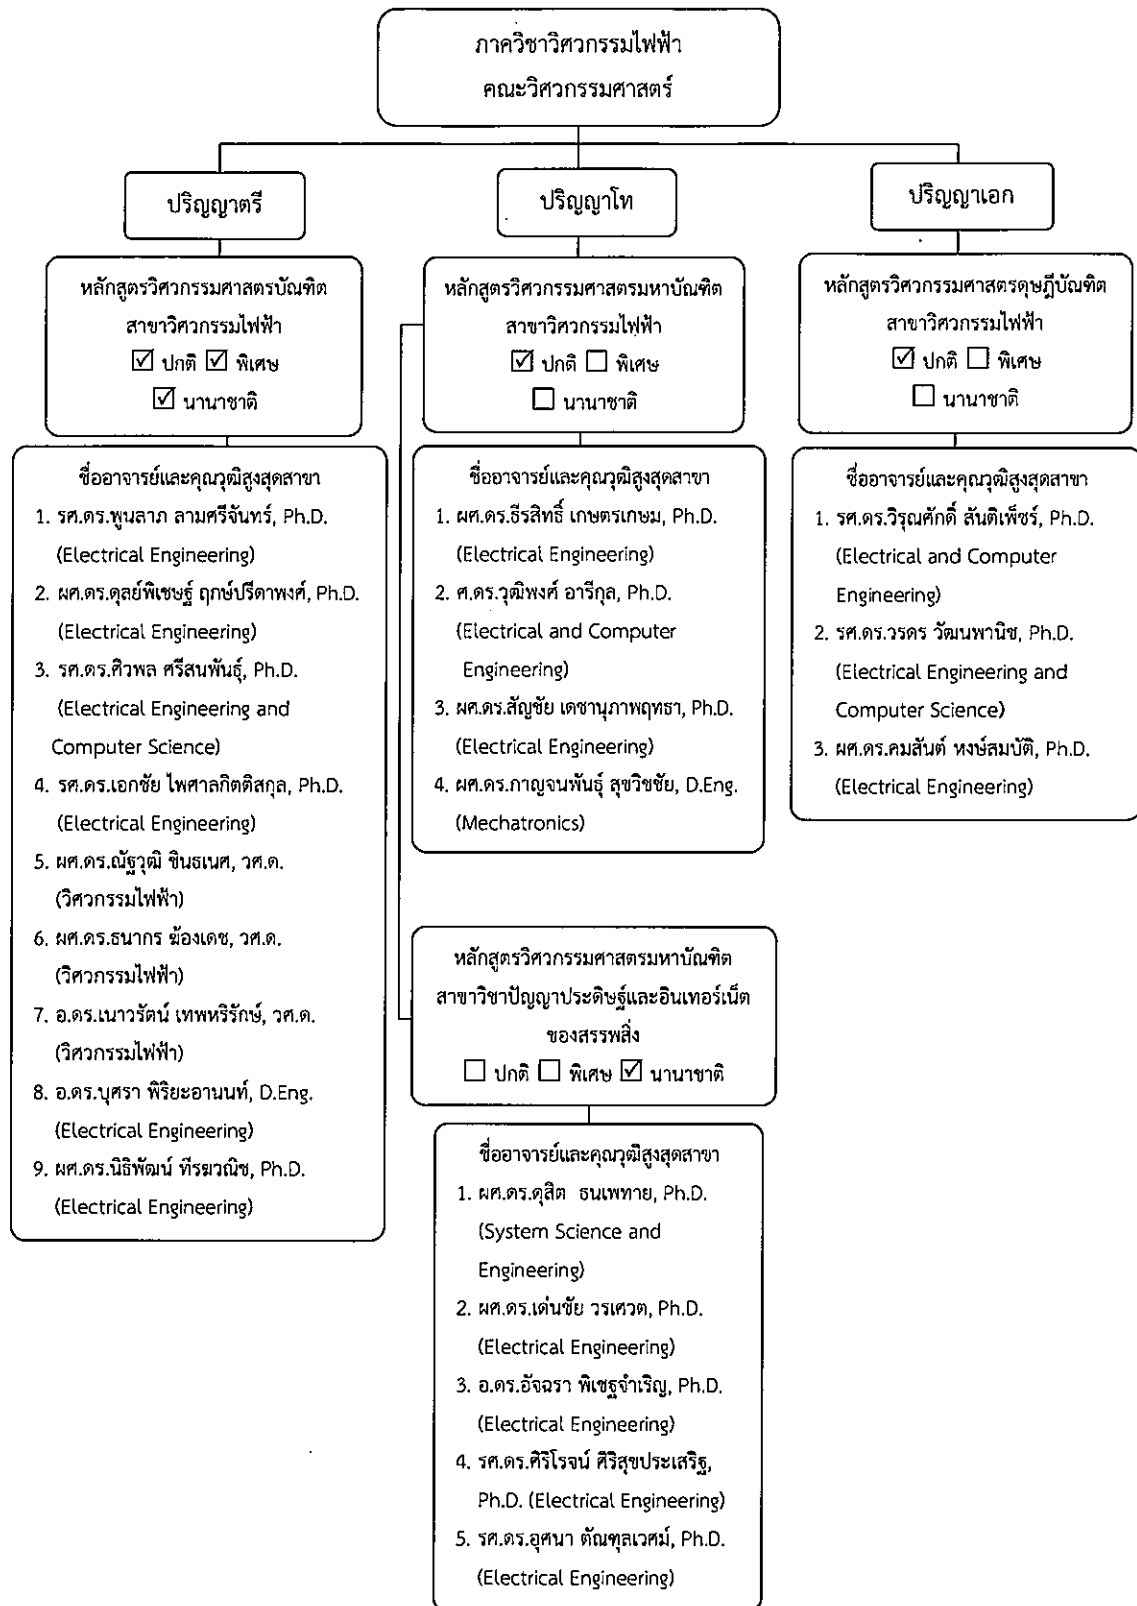 ภาควิชาวิศวกรรมไฟฟ้า
คณะวิศวกรรมศาสตร์
ปริญญาตรี
หลักสูตรวิศวกรรมศาสตรบัณฑิต
สาขาวิศวกรรมไฟฟ้า
☑ ปกติ ☑ พิเศษ
☑ นานาชาติ
ชื่ออาจารย์และคุณวุฒิสูงสุดสาขา
1. รศ.ดร.พูนลาภ ลามศรีจันทร์, Ph.D.
(Electrical Engineering)
2. ผศ.ดร.ดุลย์พิเชษฐ์ ฤกษ์ปรีดาพงศ์, Ph.D.
(Electrical Engineering)
3. รศ.ดร.ศิวพล ศรีสนพันธุ์, Ph.D.
(Electrical Engineering and
Computer Science)
4. รศ.ดร.เอกชัย ไพศาลกิตติสกุล, Ph.D.
(Electrical Engineering)
5. ผศ.ดร.ณัฐวุฒิ ชินธเนศ, วศ.ด.
(วิศวกรรมไฟฟ้า)
6. ผศ.ดร.ธนากร ฆ้องเดช, วศ.ด.
(วิศวกรรมไฟฟ้า)
7. อ.ดร.เนาวรัตน์ เทพหริรักษ์, วศ.ด.
(วิศวกรรมไฟฟ้า)
8. อ.ดร.บุศรา พิริยะอานนท์, D.Eng.
(Electrical Engineering)
9. ผศ.ดร.นิธิพัฒน์ ทีรฆวณิช, Ph.D.
(Electrical Engineering)
ปริญญาโท
หลักสูตรวิศวกรรมศาสตรมหาบัณฑิต
สาขาวิศวกรรมไฟฟ้า
☑ ปกติ ☐ พิเศษ
☐ นานาชาติ
ชื่ออาจารย์และคุณวุฒิสูงสุดสาขา
1. ผศ.ดร.ธีรสิทธิ์ เกษตรเกษม, Ph.D.
(Electrical Engineering)
2. ศ.ดร.วุฒิพงศ์ อารีกุล, Ph.D.
(Electrical and Computer
Engineering)
3. ผศ.ดร.สัญชัย เดชานุภาพฤทธา, Ph.D.
(Electrical Engineering)
4. ผศ.ดร.กาญจนพันธุ์ สุขวิชชัย, D.Eng.
(Mechatronics)
หลักสูตรวิศวกรรมศาสตรมหาบัณฑิต
สาขาวิชาปัญญาประดิษฐ์และอินเทอร์เน็ต
ของสรรพสิ่ง
☐ ปกติ ☐ พิเศษ ☑ นานาชาติ
ชื่ออาจารย์และคุณวุฒิสูงสุดสาขา
1. ผศ.ดร.ดุสิต ธนเพทาย, Ph.D.
(System Science and
Engineering)
2. ผศ.ดร.เด่นชัย วรเศวต, Ph.D.
(Electrical Engineering)
3. อ.ดร.อัจฉรา พิเชฐจำเริญ, Ph.D.
(Electrical Engineering)
4. รศ.ดร.ศิริโรจน์ ศิริสุขประเสริฐ,
Ph.D. (Electrical Engineering)
5. รศ.ดร.อุศนา ตัณฑุลเวศม์, Ph.D.
(Electrical Engineering)
ปริญญาเอก
หลักสูตรวิศวกรรมศาสตรดุษฎีบัณฑิต
สาขาวิศวกรรมไฟฟ้า
☑ ปกติ ☐ พิเศษ
☐ นานาชาติ
ชื่ออาจารย์และคุณวุฒิสูงสุดสาขา
1. รศ.ดร.วิรุณศักดิ์ สันติเพ็ชร์, Ph.D.
(Electrical and Computer
Engineering)
2. รศ.ดร.วรดร วัฒนพานิช, Ph.D.
(Electrical Engineering and
Computer Science)
3. ผศ.ดร.คมสันต์ หงษ์สมบัติ, Ph.D.
(Electrical Engineering)